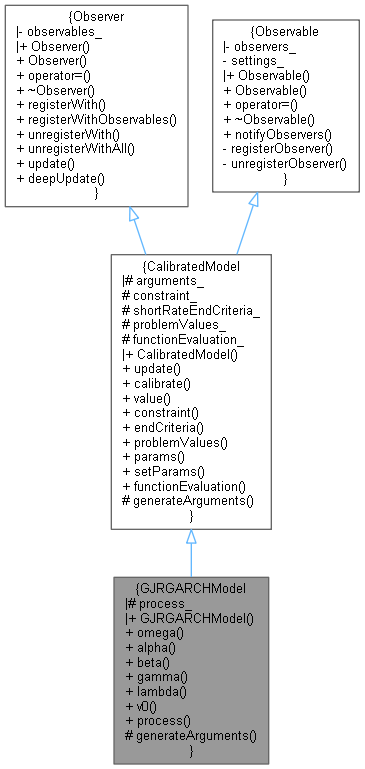 {Observer
|- observables_
|+ Observer()
+ Observer()
+ operator=()
+ ~Observer()
+ registerWith()
+ registerWithObservables()
+ unregisterWith()
+ unregisterWithAll()
+ update()
+ deepUpdate()
}
{Observable
|- observers_
- settings_
|+ Observable()
+ Observable()
+ operator=()
+ ~Observable()
+ notifyObservers()
- registerObserver()
- unregisterObserver()
}
{CalibratedModel
|# arguments_
# constraint_
# shortRateEndCriteria_
# problemValues_
# functionEvaluation_
|+ CalibratedModel()
+ update()
+ calibrate()
+ value()
+ constraint()
+ endCriteria()
+ problemValues()
+ params()
+ setParams()
+ functionEvaluation()
# generateArguments()
}
{GJRGARCHModel
|# process_
|+ GJRGARCHModel()
+ omega()
+ alpha()
+ beta()
+ gamma()
+ lambda()
+ v0()
+ process()
# generateArguments()
}